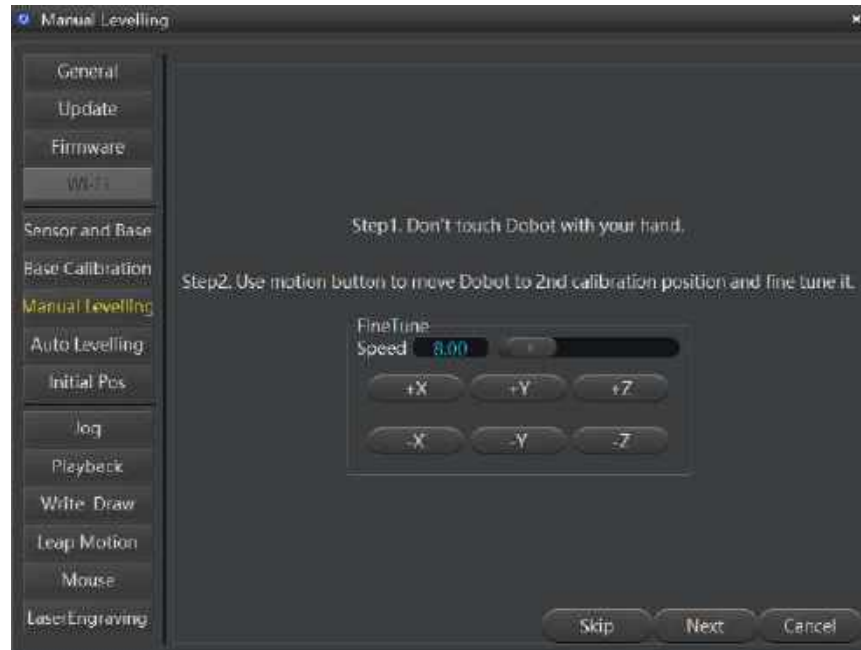 Manual Levelling
General
Update
Firmware
Wi-Fi
Sensor and Base
Base Calibration
Manual Levelling
Auto Levelling
Initial Pos
Jog
Playback
Write Draw
Leap Motion
Mouse
LaserEngraving
Step1. Don't touch Dobot with your hand.
Step2. Use motion button to move Dobot to 2nd calibration position and fine tune it.
FineTune
Speed 8.00
+X +Y +Z
-X -Y -Z
Skip Next Cancel